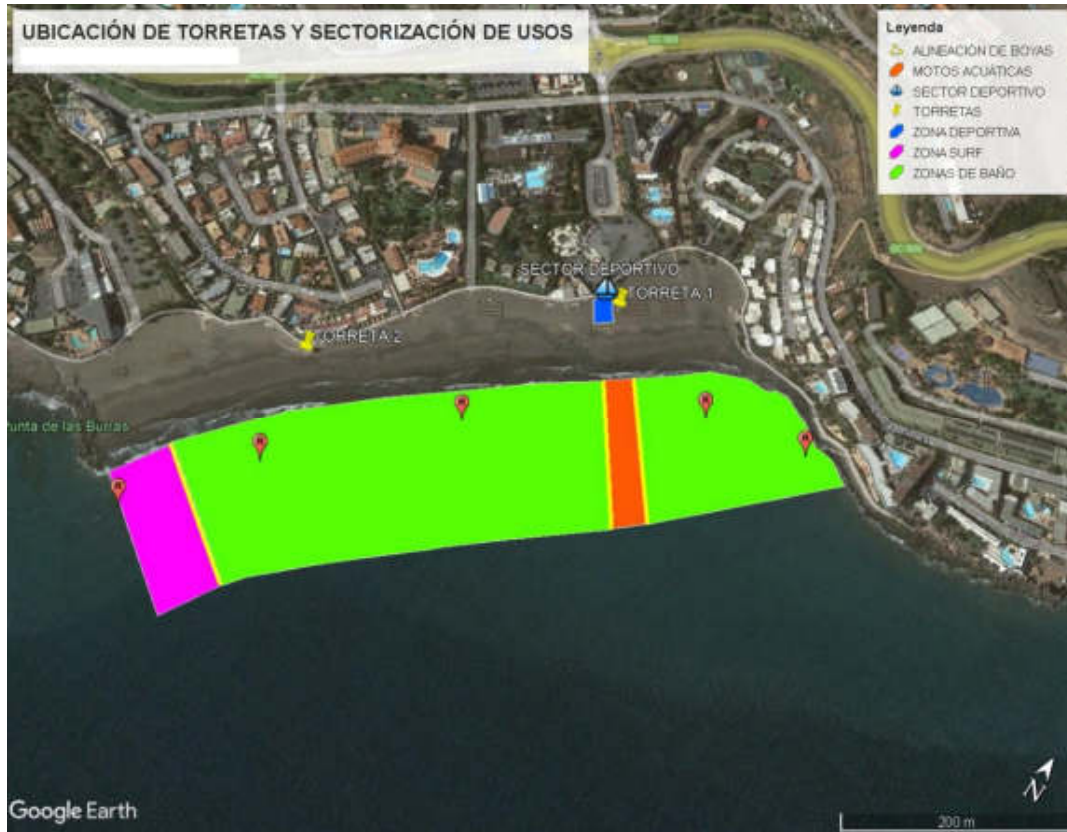 UBICACIÓN DE TORRETAS Y SECTORIZACIÓN DE USOS
Leyenda
ALINEACIÓN DE BOYAS
MOTOS ACUÁTICAS
SECTOR DEPORTIVO
TORRETAS
ZONA DEPORTIVA
ZONA SURF
ZONAS DE BAÑO
SECTOR DEPORTIVO
TORRETA 1
TORRETA 2
Punta de las Burras
N
Google Earth
200 m